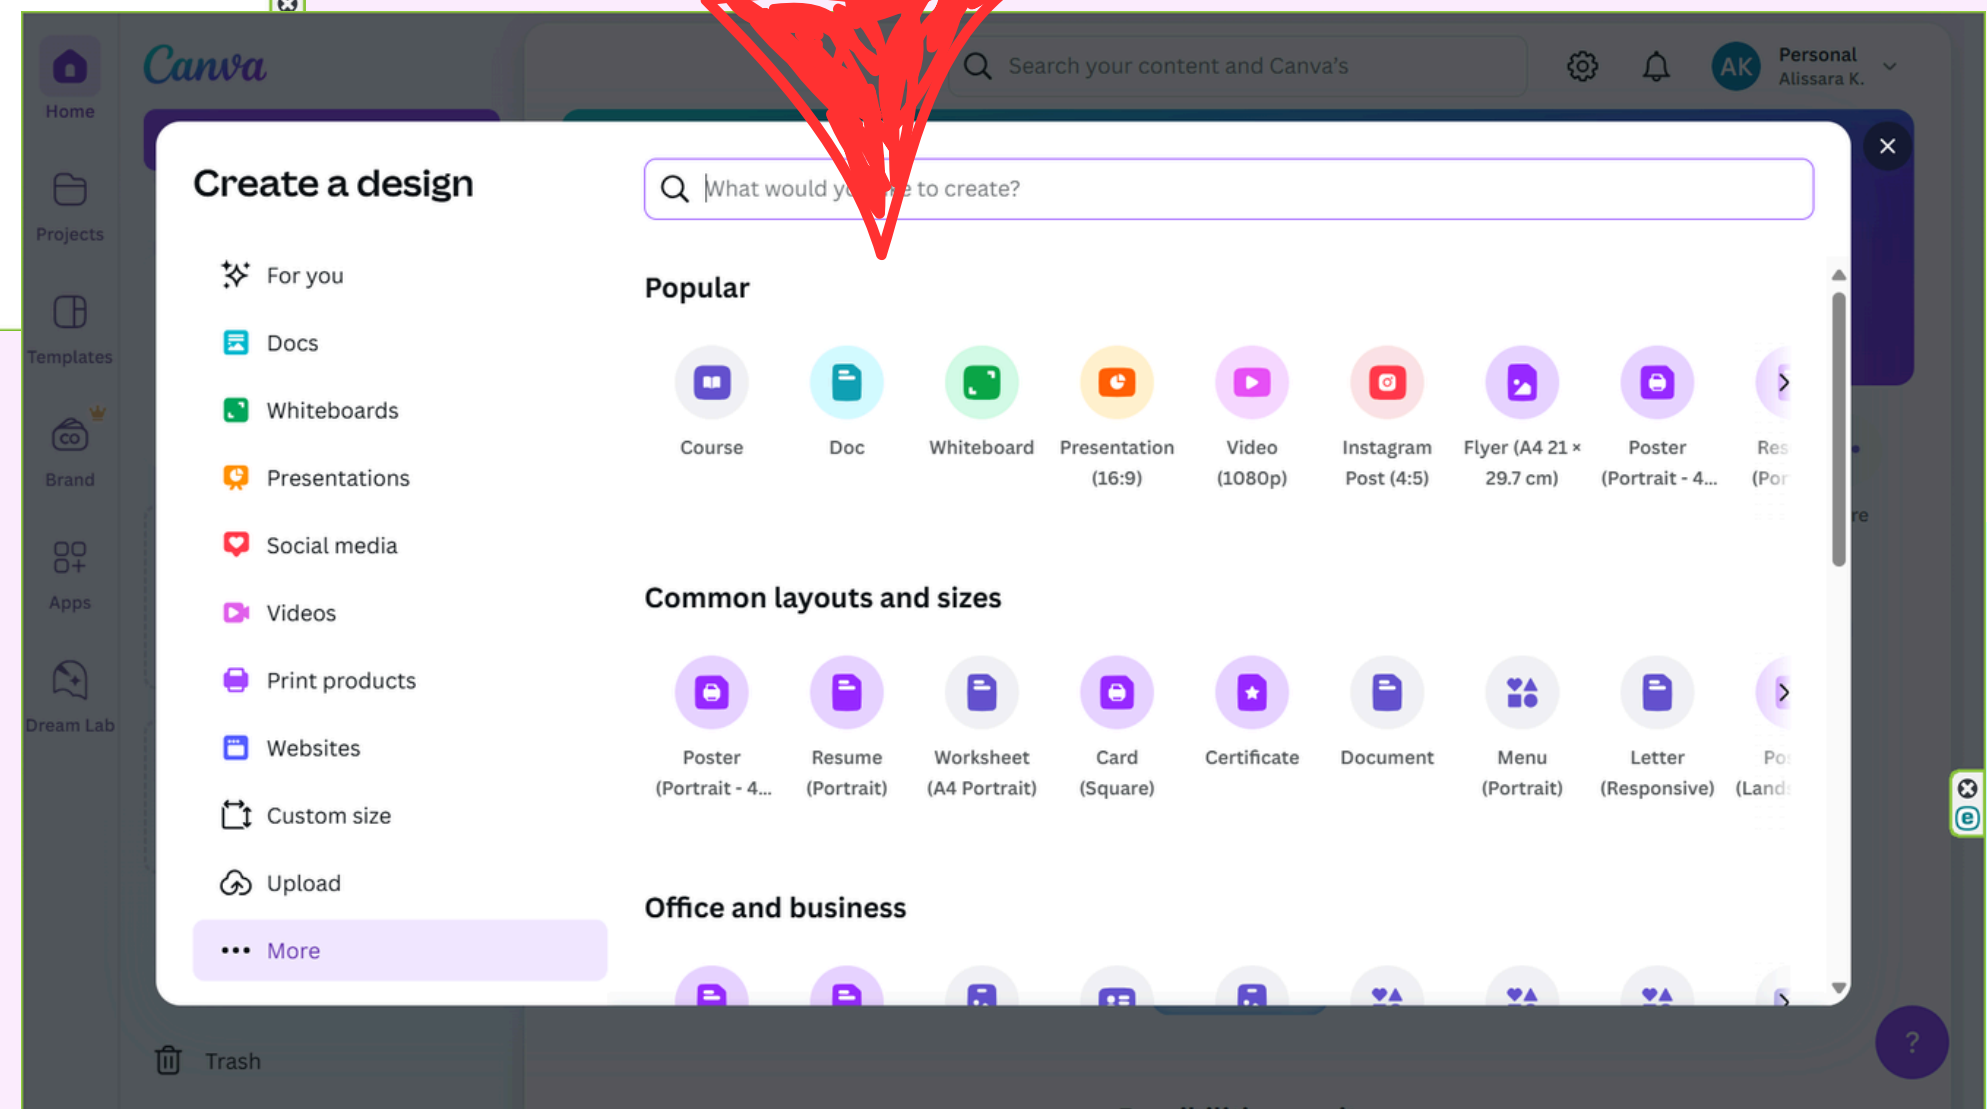 Canva
Search your content and Canva's
AK
Personal
Alissara K.
Home
Projects
Templates
CO
Brand
Apps
Dream Lab
Trash
Create a design
What would to create?
For you
Docs
Whiteboards
Presentations
Social media
Videos
Print products
Websites
Custom size
Upload
More
Popular
Course
Doc
Whiteboard
Presentation
(16:9)
Video
(1080p)
Instagram
Post (4:5)
Flyer (A4 21 ×
29.7 cm)
Poster
(Portrait - 4...
Common layouts and sizes
Poster
(Portrait - 4...
Resume
(Portrait)
Worksheet
(A4 Portrait)
Card
(Square)
Certificate
Document
Menu
(Portrait)
Letter
(Responsive)
Office and business
?
e